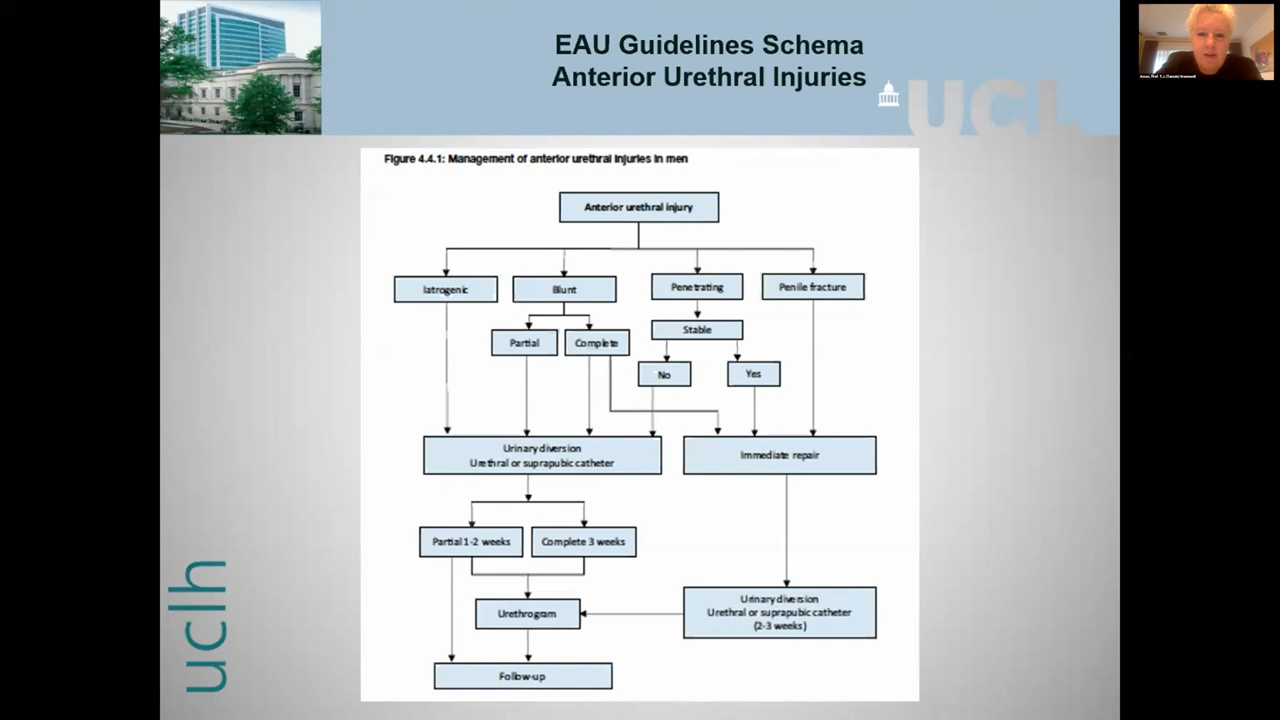 EAU Guidelines Schema
Anterior Urethral Injuries
UCL
Figure 4.4.1: Management of anterior urethral injuries in men
Anterior urethral injury
Iatrogenic
Blunt
Penetrating
Penile fracture
Partial
Complete
Stable
No
Yes
Urinary diversion
Urethral or suprapubic catheter
Immediate repair
Partial 1-2 weeks
Complete 3 weeks
Urethrogram
Urinary diversion
Urethral or suprapubic catheter
(2-3 weeks)
Follow-up
uclh